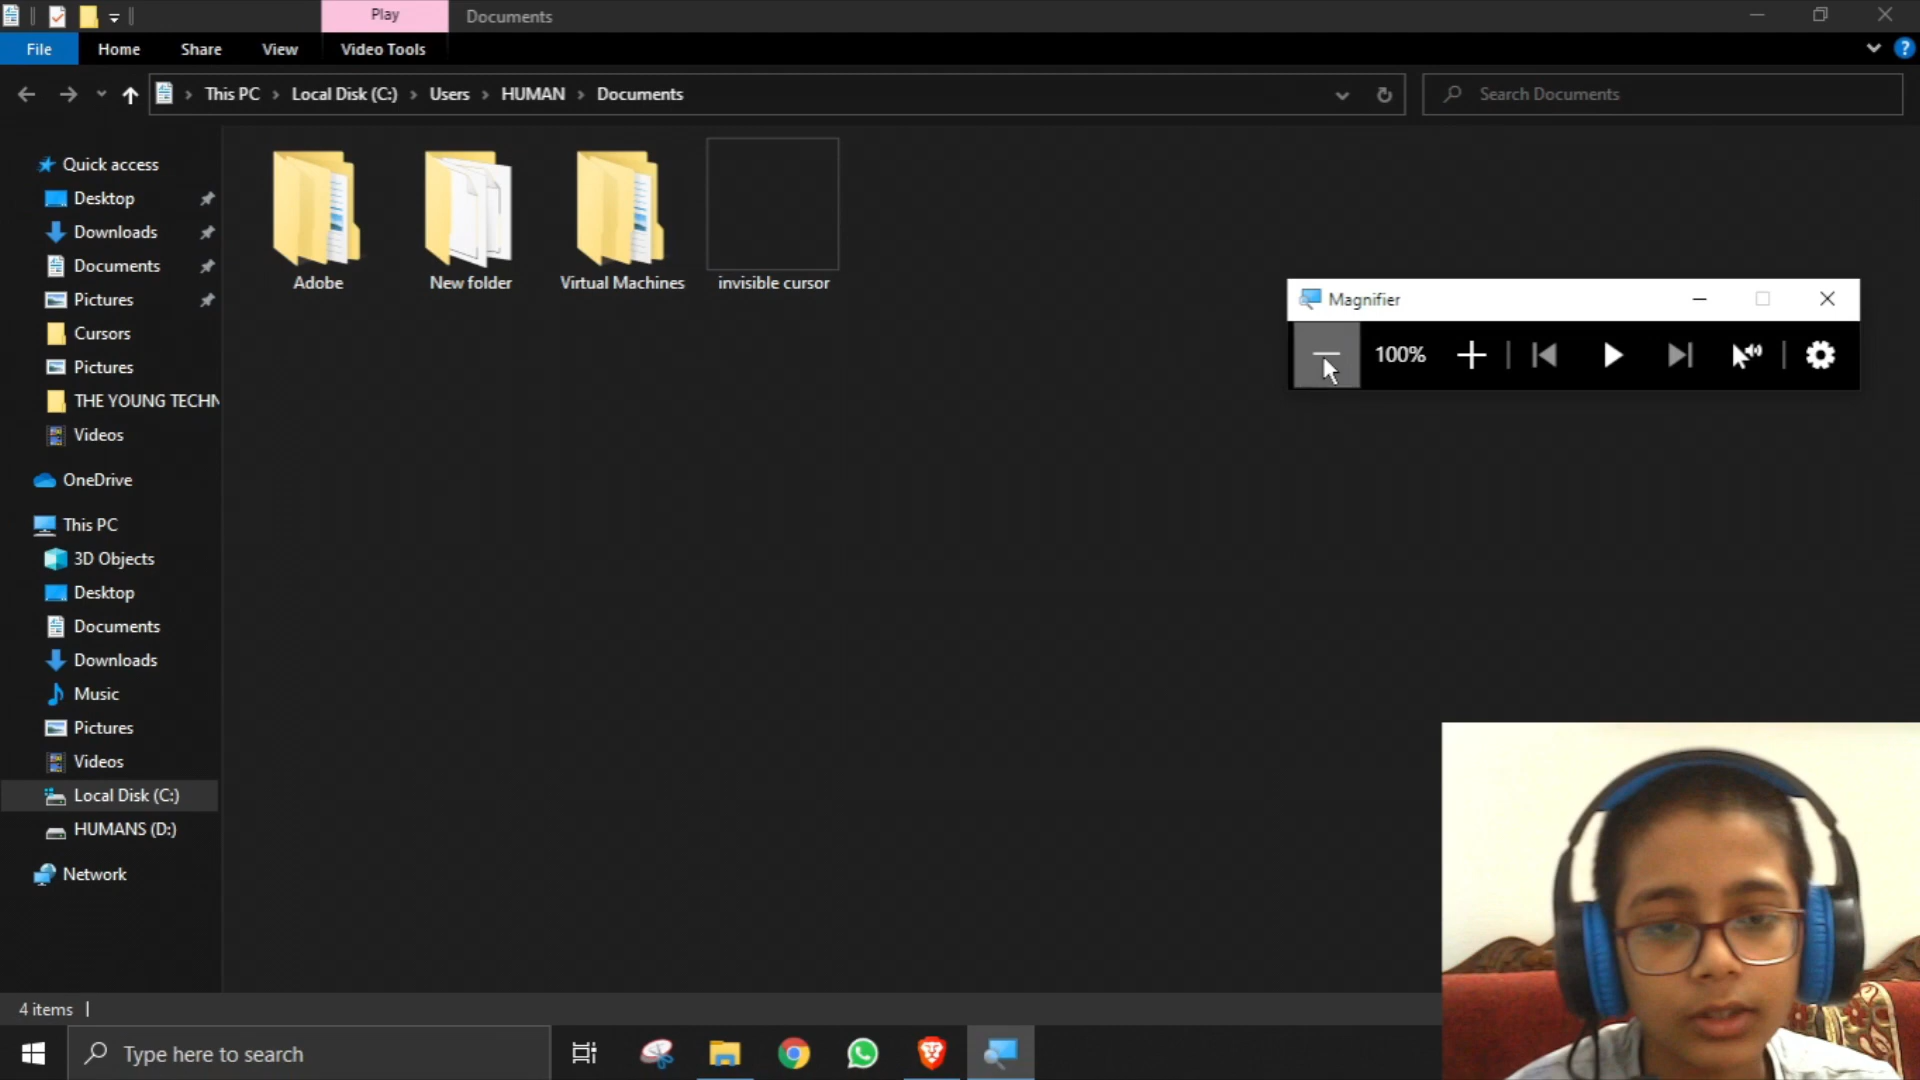 Play
Documents
File
Home
Share
View
Video Tools
This PC
Local Disk (C:)
Users
HUMAN
Documents
Search Documents
Quick access
Desktop
Downloads
Documents
Pictures
Cursors
Pictures
THE YOUNG TECHN
Videos
OneDrive
This PC
3D Objects
Desktop
Documents
Downloads
Music
Pictures
Videos
Local Disk (C:)
HUMANS (D:)
Network
Adobe
New folder
Virtual Machines
invisible cursor
Magnifier
100%
4 items
Type here to search